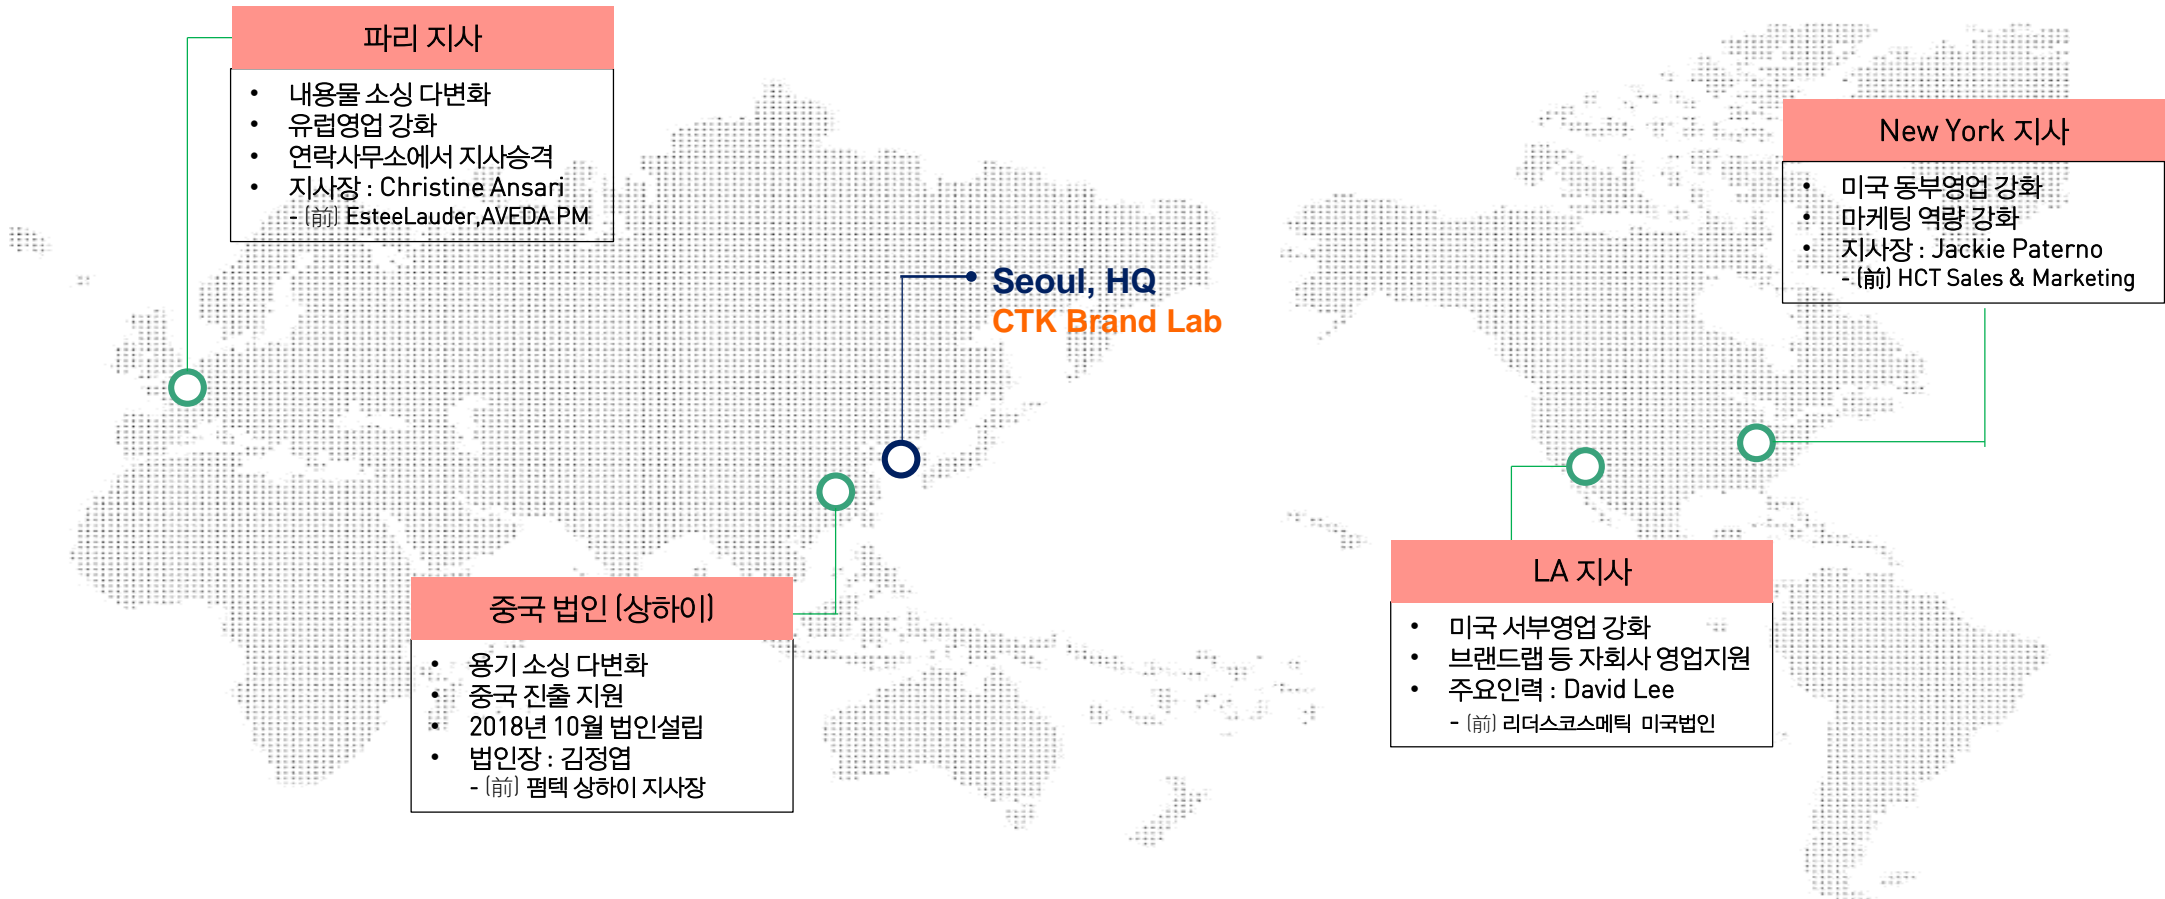 파리 지사
• 내용물 소싱 다변화
• 유럽영업 강화
• 연락사무소에서 지사승격
• 지사장 : Christine Ansari
- (前) EsteeLauder,AVEDA PM
Seoul, HQ
CTK Brand Lab
New York 지사
• 미국 동부영업 강화
• 마케팅 역량 강화
• 지사장 : Jackie Paterno
- (前) HCT Sales & Marketing
중국 법인 (상하이)
• 용기 소싱 다변화
• 중국 진출 지원
• 2018년 10월 법인설립
• 법인장 : 김정엽
- (前) 펌텍 상하이 지사장
LA 지사
• 미국 서부영업 강화
• 브랜드랩 등 자회사 영업지원
• 주요인력 : David Lee
- (前) 리더스코스메틱 미국법인